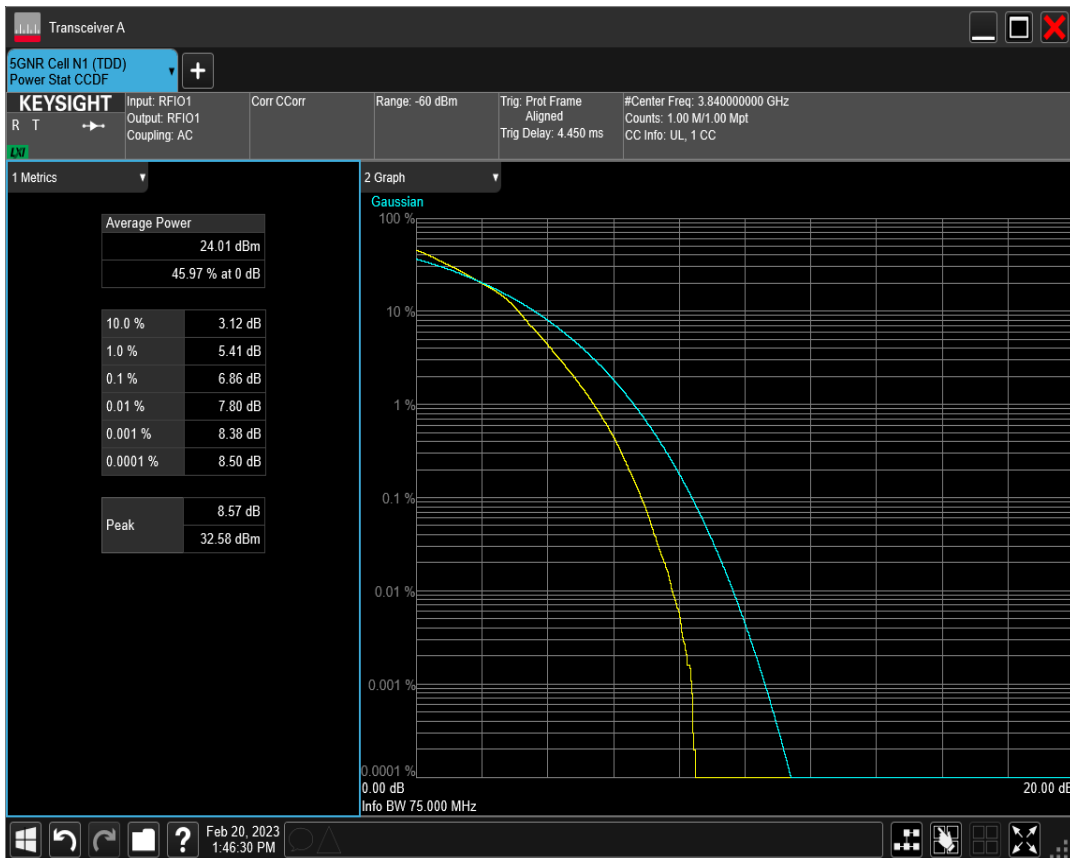 Transceiver A
5GNR Cell N1 (TDD)
Power Stat CCDF
KEYSIGHT
R T
LXI
Input: RFIO1
Output: RFIO1
Coupling: AC
Corr CCorr
Range: -60 dBm
Trig: Prot Frame
Aligned
Trig Delay: 4.450 ms
#Center Freq: 3.840000000 GHz
Counts: 1.00 M/1.00 Mpt
CC Info: UL, 1 CC
1 Metrics
Average Power
24.01 dBm
45.97 % at 0 dB
10.0 % 3.12 dB
1.0 % 5.41 dB
0.1 % 6.86 dB
0.01 % 7.80 dB
0.001 % 8.38 dB
0.0001 % 8.50 dB
Peak
8.57 dB
32.58 dBm
2 Graph
Gaussian
100 %
10 %
1 %
0.1 %
0.01 %
0.001 %
0.0001 %
0.00 dB 20.00 dB
Info BW 75.000 MHz
?
Feb 20, 2023
1:46:30 PM